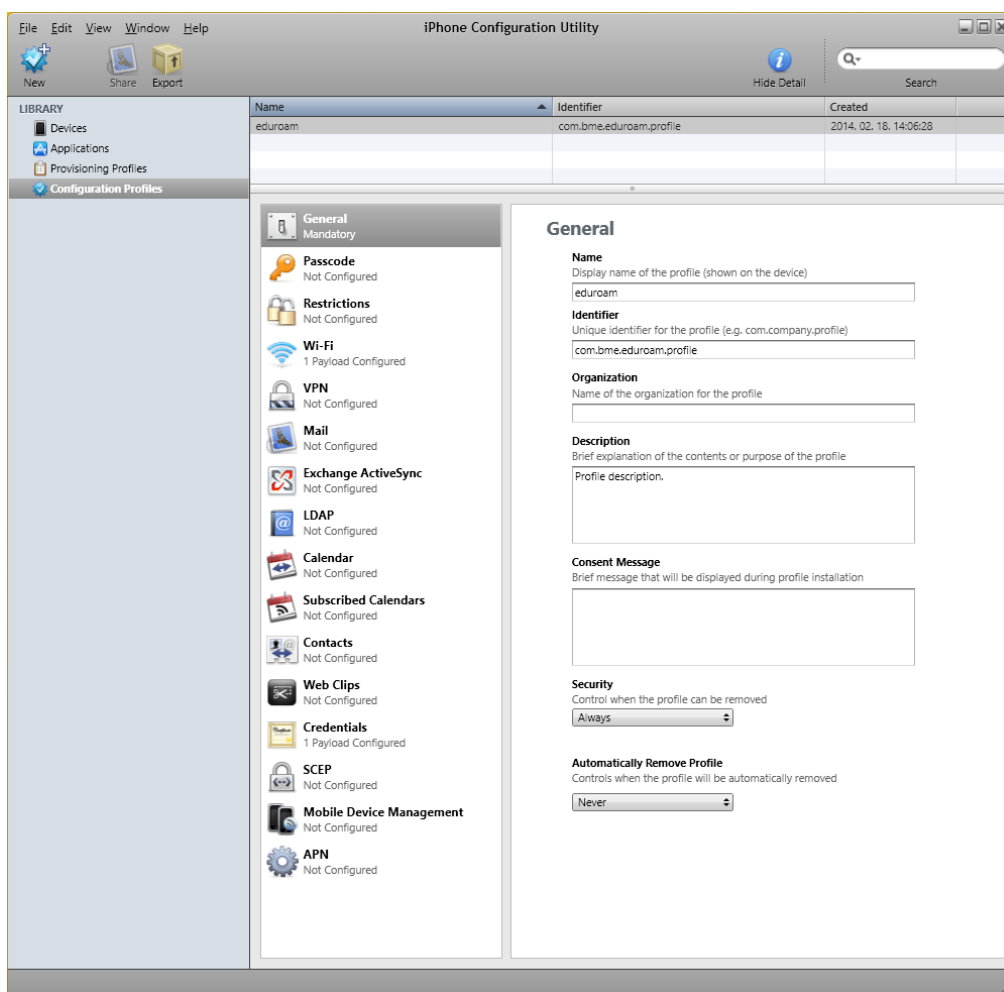 File Edit View Window Help
iPhone Configuration Utility
New
Share
Export
Hide Detail
Search
LIBRARY
Devices
Applications
Provisioning Profiles
Configuration Profiles
Name Identifier Created
eduroam com.bme.eduroam.profile 2014. 02. 18. 14:06:28
General
Mandatory
Passcode
Not Configured
Restrictions
Not Configured
Wi-Fi
1 Payload Configured
VPN
Not Configured
Mail
Not Configured
Exchange ActiveSync
Not Configured
LDAP
Not Configured
Calendar
Not Configured
Subscribed Calendars
Not Configured
Contacts
Not Configured
Web Clips
Not Configured
Credentials
1 Payload Configured
SCEP
Not Configured
Mobile Device Management
Not Configured
APN
Not Configured
General
Name
Display name of the profile (shown on the device)
eduroam
Identifier
Unique identifier for the profile (e.g. com.company.profile)
com.bme.eduroam.profile
Organization
Name of the organization for the profile
Description
Brief explanation of the contents or purpose of the profile
Profile description.
Consent Message
Brief message that will be displayed during profile installation
Security
Control when the profile can be removed
Always
Automatically Remove Profile
Controls when the profile will be automatically removed
Never